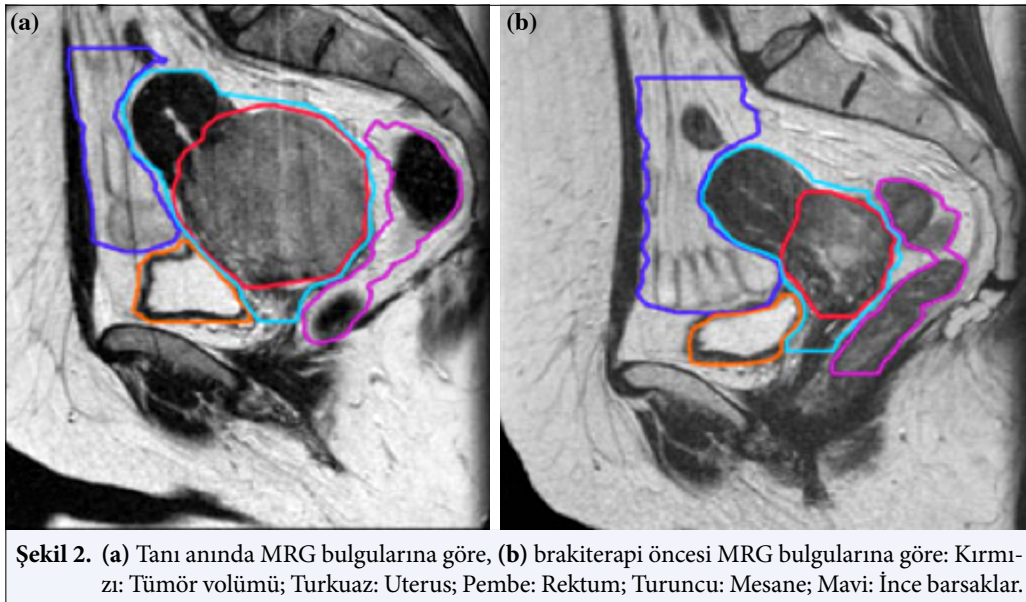 (a)
(b)
Şekil 2. (a) Tanı anında MRG bulgularına göre, (b) brakiterapi öncesi MRG bulgularına göre: Kırmı-
zı: Tümör volümü; Turkuaz: Uterus; Pembe: Rektum; Turuncu: Mesane; Mavi: İnce barsaklar.